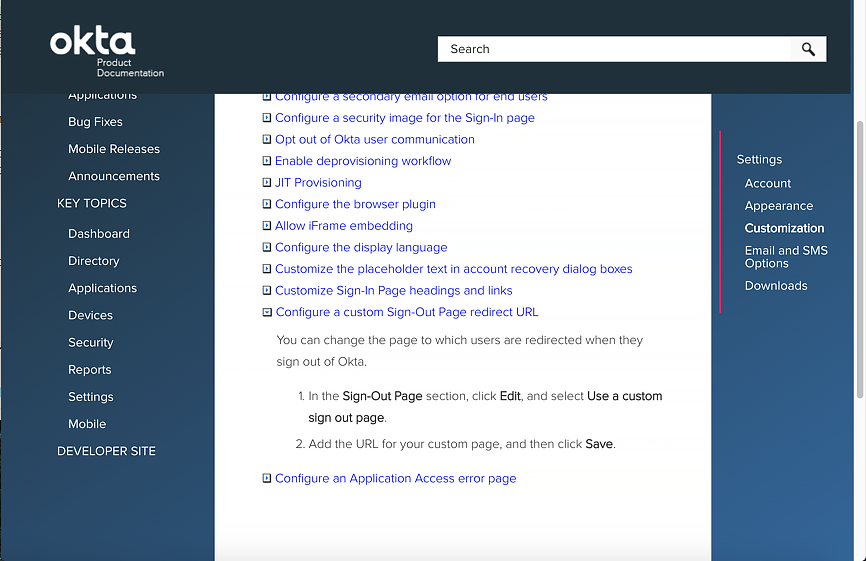 okta
Product
Documentation
Search
Applications
Bug Fixes
Mobile Releases
Announcements
KEY TOPICS
Dashboard
Directory
Applications
Devices
Security
Reports
Settings
Mobile
DEVELOPER SITE
Configure a secondary email option for end users
Configure a security image for the Sign-In page
Opt out of Okta user communication
Enable deprovisioning workflow
JIT Provisioning
Configure the browser plugin
Allow iFrame embedding
Configure the display language
Customize the placeholder text in account recovery dialog boxes
Customize Sign-In Page headings and links
Configure a custom Sign-Out Page redirect URL
You can change the page to which users are redirected when they
sign out of Okta.
1. In the Sign-Out Page section, click Edit, and select Use a custom
sign out page.
2. Add the URL for your custom page, and then click Save.
Configure an Application Access error page
Settings
Account
Appearance
Customization
Email and SMS
Options
Downloads